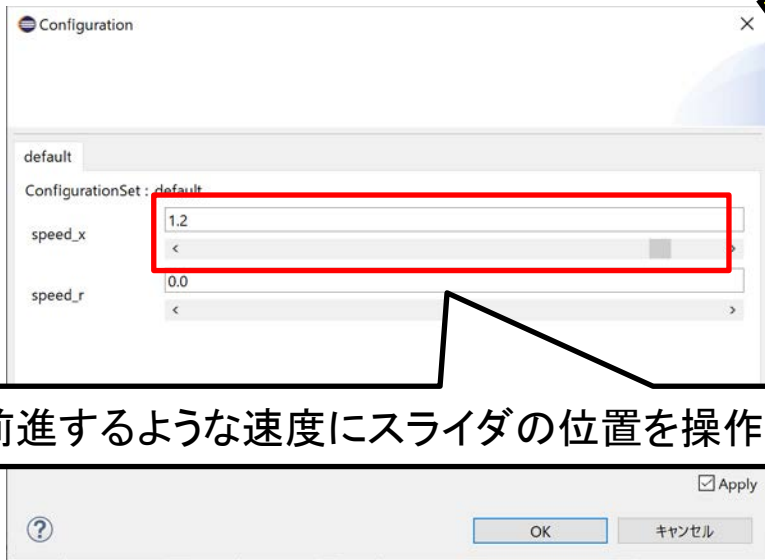 Configuration
default
ConfigurationSet : default
speed_x
1.2
speed_r
0.0
前進するような速度にスライダの位置を操作
Apply
OK
キャンセル